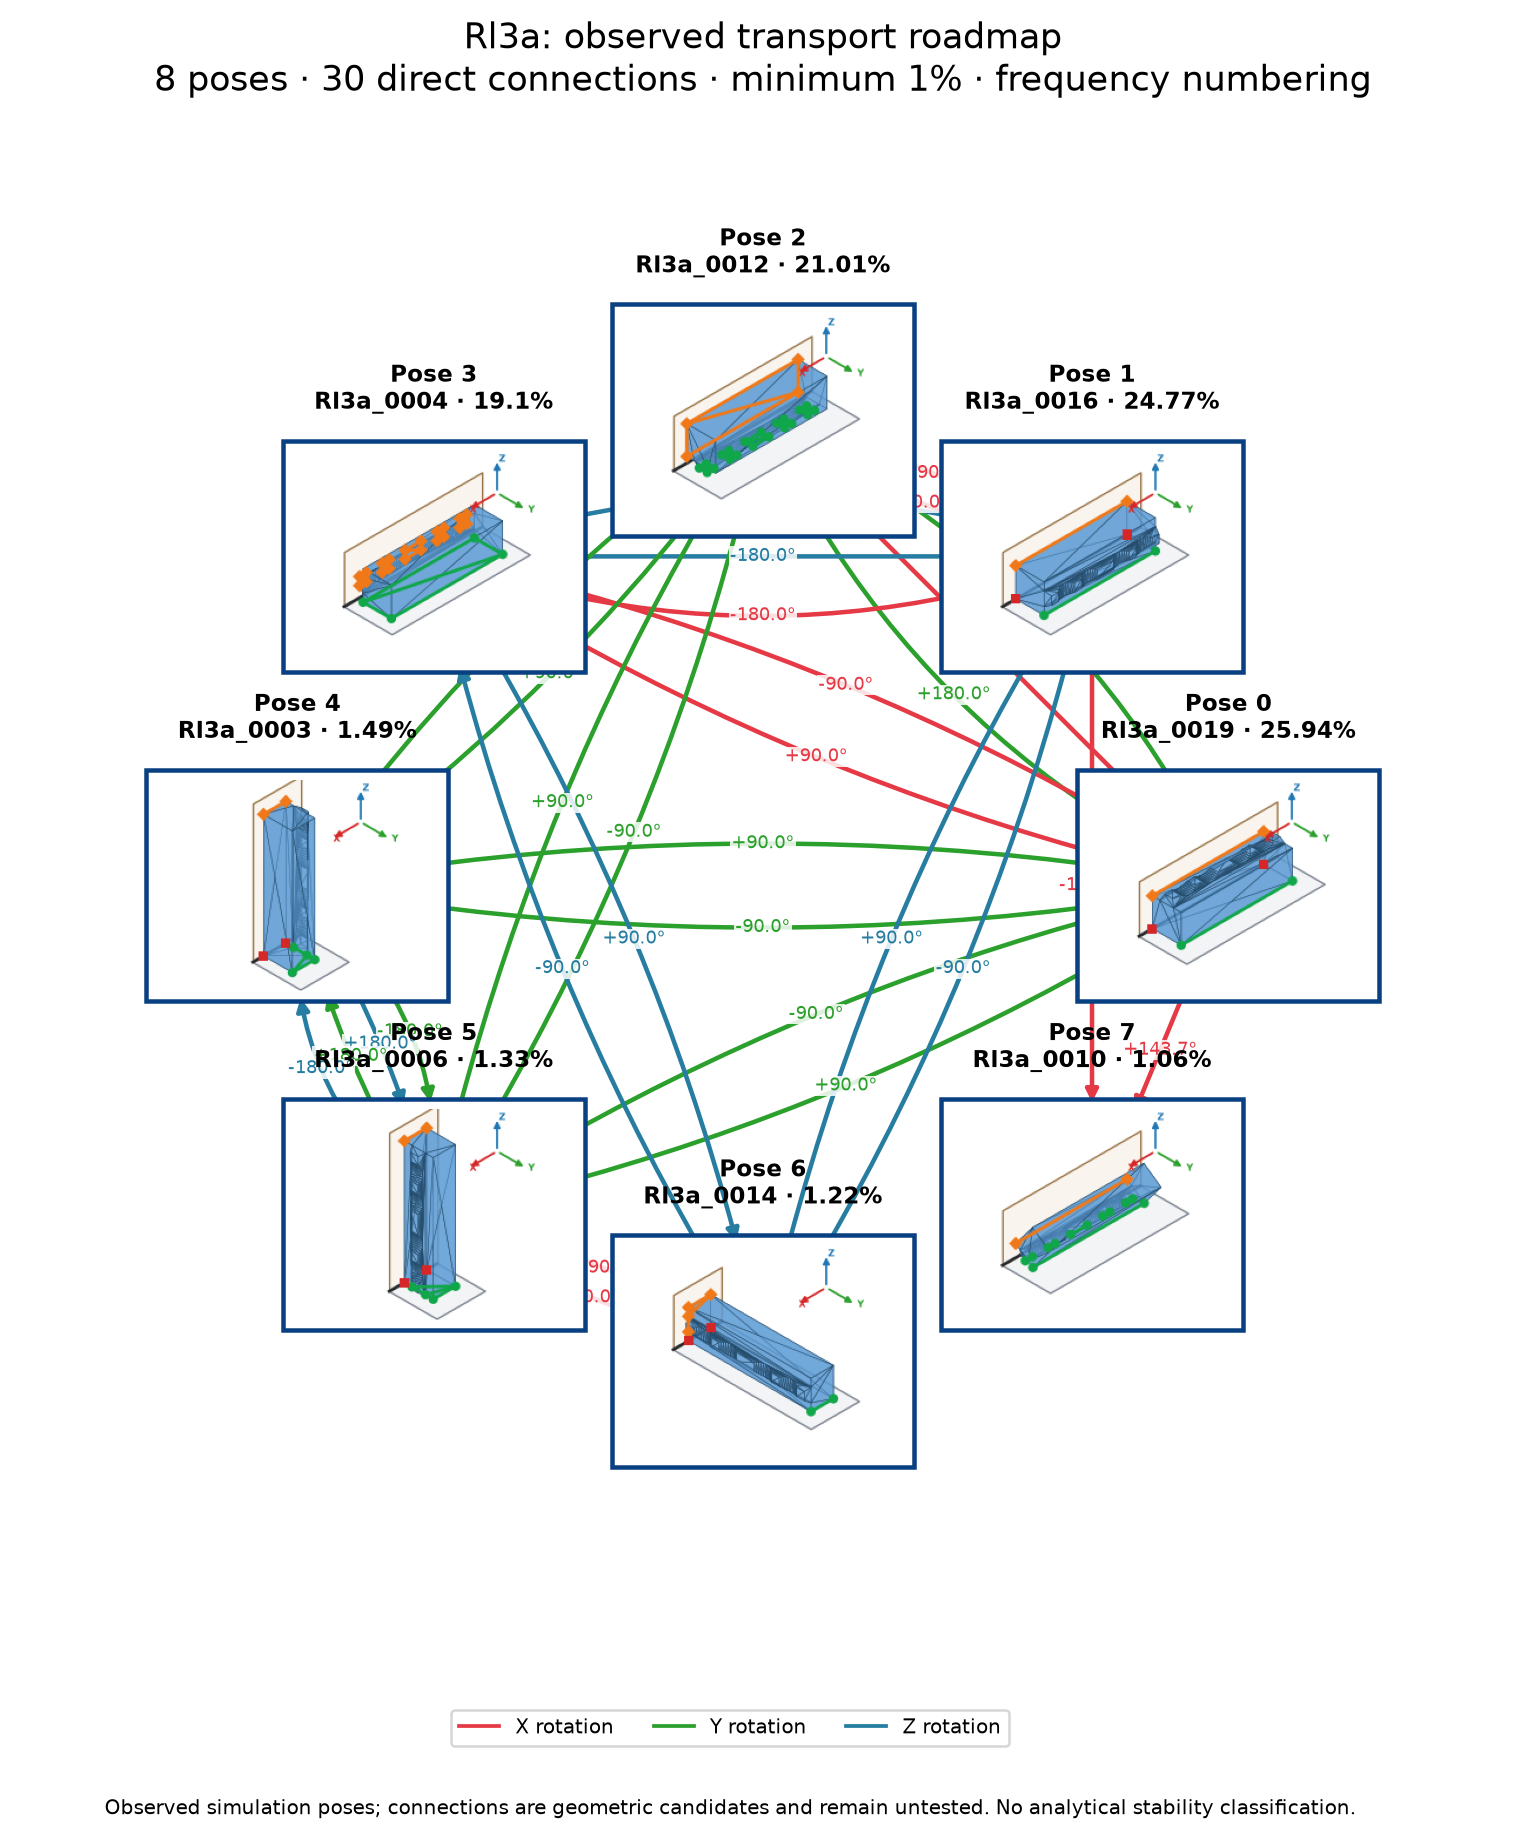 Rl3a: observed transport roadmap
8 poses · 30 direct connections · minimum 1% · frequency numbering
Pose 2
Rl3a_0012 · 21.01%
Pose 3
Rl3a_0004 · 19.1%
Pose 1
Rl3a_0016 · 24.77%
Z
X
Y
Z
X
Y
Z
X
Y
-180.0°
-180.0°
-90.0°
+180.0°
+90.0°
Pose 4
Rl3a_0003 · 1.49%
Pose 0
Rl3a_0019 · 25.94%
Z
X
Y
Z
X
Y
+90.0°
-90.0°
+90.0°
-90.0°
+90.0°
+90.0°
-90.0°
-90.0°
+90.0°
-90.0°
-90.0°
+90.0°
Pose 5
Rl3a_0006 · 1.33%
+180.0°
-180.0°
Pose 7
Rl3a_0010 · 1.06%
+143.7°
Z
X
Y
Z
X
Y
Pose 6
Rl3a_0014 · 1.22%
Z
X
Y
X rotation
Y rotation
Z rotation
Observed simulation poses; connections are geometric candidates and remain untested. No analytical stability classification.